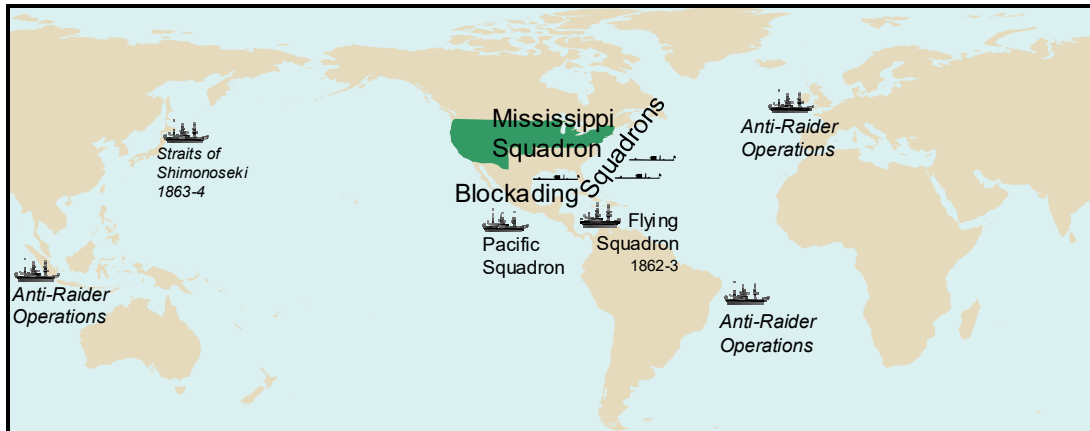 Mississippi
Squadron
Squadrons
Blockading
Anti-Raider
Operations
Straits of
Shimonoseki
1863-4
Pacific
Squadron
Flying
Squadron
1862-3
Anti-Raider
Operations
Anti-Raider
Operations